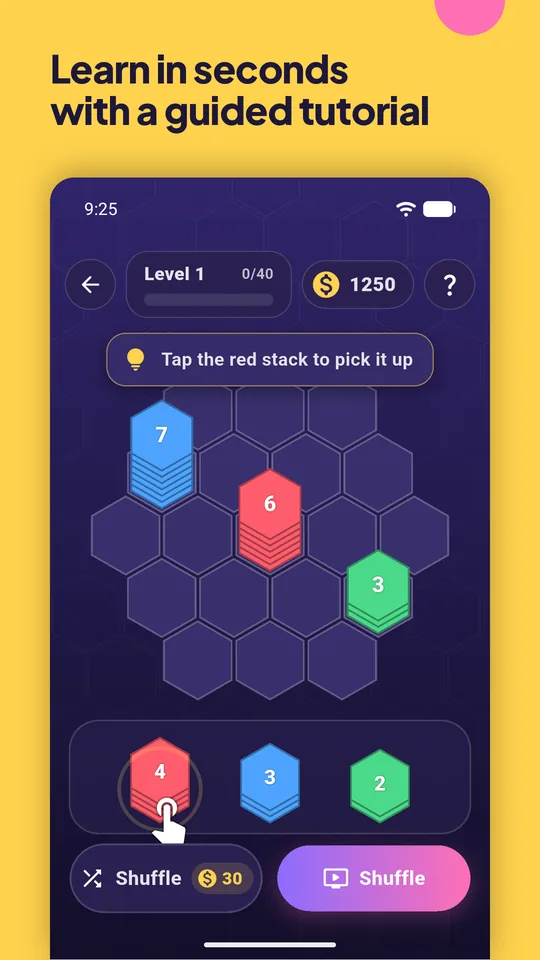 Learn in seconds
with a guided tutorial
9:25
Level 1 0/40
1250
?
Tap the red stack to pick it up
7
6
3
4 3 2
Shuffle $ 30 Shuffle